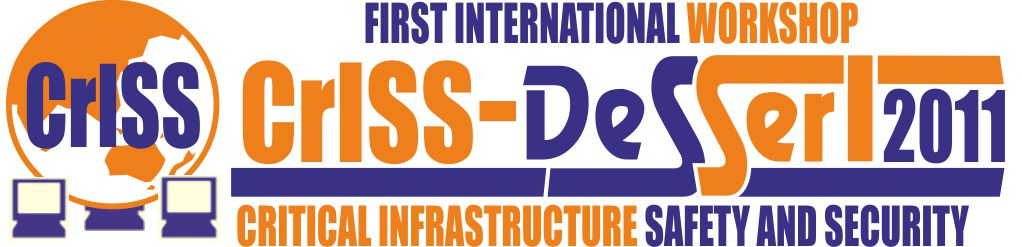 FIRST INTERNATIONAL WORKSHOP
CrISS
CrISS-DeSSerT 2011
CRITICAL INFRASTRUCTURE SAFETY AND SECURITY